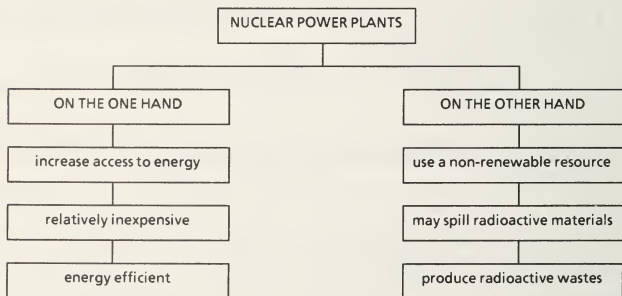 NUCLEAR POWER PLANTS
ON THE ONE HAND
increase access to energy
relatively inexpensive
energy efficient
ON THE OTHER HAND
use a non-renewable resource
may spill radioactive materials
produce radioactive wastes